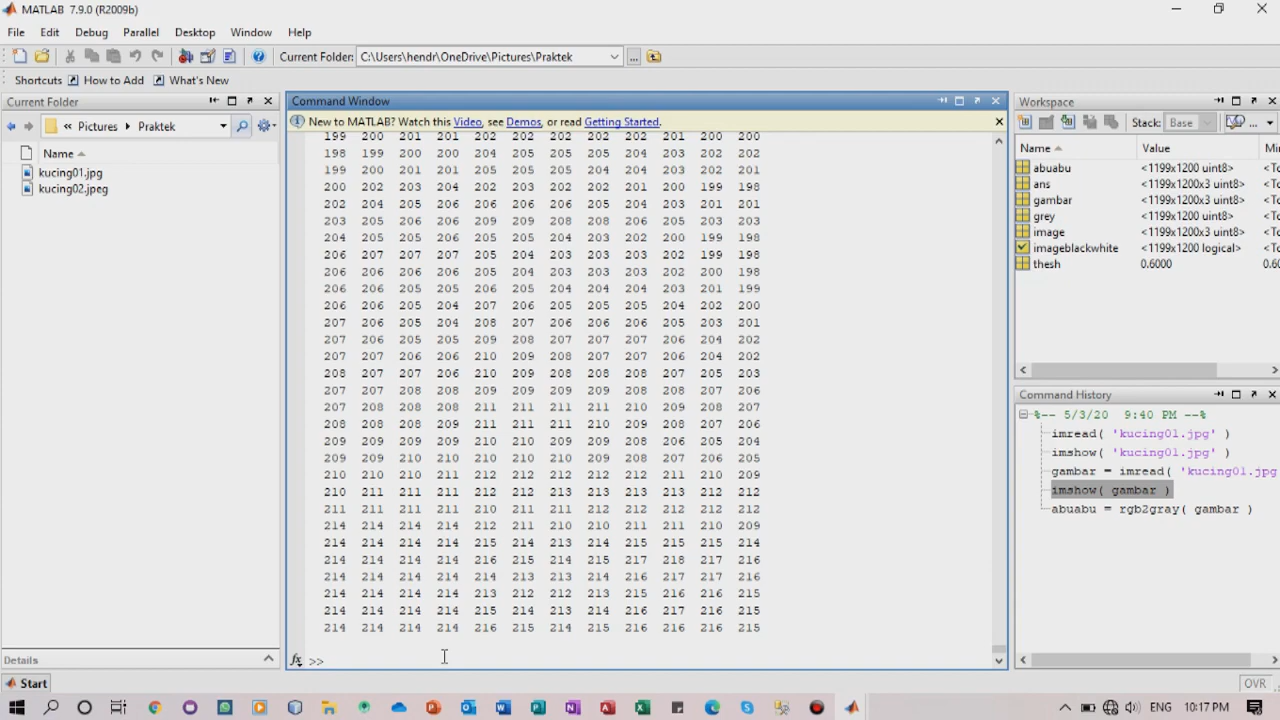 MATLAB 7.9.0 (R2009b)
File Edit Debug Parallel Desktop Window Help
Current Folder: C:\Users\hendr\OneDrive\Pictures\Praktek ...
Shortcuts How to Add What's New
Current Folder
« Pictures Praktek
Name
kucing01.jpg
kucing02.jpeg
Details
Start
Command Window
New to MATLAB? Watch this Video, see Demos, or read Getting Started.
199 200 201 201 202 202 202 202 202 201 200 200
198 199 200 200 204 205 205 205 204 203 202 202
199 200 201 201 205 205 205 204 204 203 202 201
200 202 203 204 202 203 202 202 201 200 199 198
202 204 205 206 206 206 206 205 204 203 201 201
203 205 206 206 209 209 208 208 206 205 203 203
204 205 205 206 205 205 204 203 202 200 199 198
206 207 207 207 205 204 203 203 203 202 199 198
206 206 206 206 205 204 203 203 203 202 200 198
206 206 205 205 206 205 204 204 204 203 201 199
206 206 205 204 207 206 205 205 205 204 202 200
207 206 205 204 208 207 206 206 206 205 203 201
207 206 205 205 209 208 207 207 207 206 204 202
207 207 206 206 210 209 208 207 207 206 204 202
208 207 207 206 210 209 208 208 208 207 205 203
207 207 208 208 209 209 209 209 208 208 207 206
207 208 208 208 211 211 211 211 210 209 208 207
208 208 208 209 211 211 211 210 209 208 207 206
209 209 209 209 210 210 209 209 208 206 205 204
209 209 210 210 210 210 210 209 208 207 206 205
210 210 210 211 212 212 212 212 212 211 210 209
210 211 211 211 212 212 213 213 213 213 212 212
211 211 211 210 210 211 211 212 212 212 212 212
214 214 214 214 212 211 210 210 211 211 210 209
214 214 214 214 215 214 214 215 215 215 215 214
214 214 214 214 216 215 214 215 217 218 217 216
214 214 214 214 214 213 213 214 216 217 217 216
214 214 214 214 213 212 212 213 215 216 216 215
214 214 214 214 215 214 213 214 216 217 216 215
214 214 214 214 216 215 214 215 216 216 216 215
fx >>
Workspace
Stack: Base ...
Name Value Mi
abuabu <1199x1200 uint8> <To
ans <1199x1200x3 uint8> <To
gambar <1199x1200x3 uint8> <To
grey <1199x1200 uint8> <To
image <1199x1200x3 uint8> <To
imageblackwhite <1199x1200 logical>
thesh 0.6000 0.60
Command History
%-- 5/3/20 9:40 PM --%
imread( 'kucing01.jpg' )
imshow( 'kucing01.jpg' )
gambar = imread( 'kucing01.jpg
imshow( gambar )
abuabu = rgb2gray( gambar )
OVR
ENG 10:17 PM